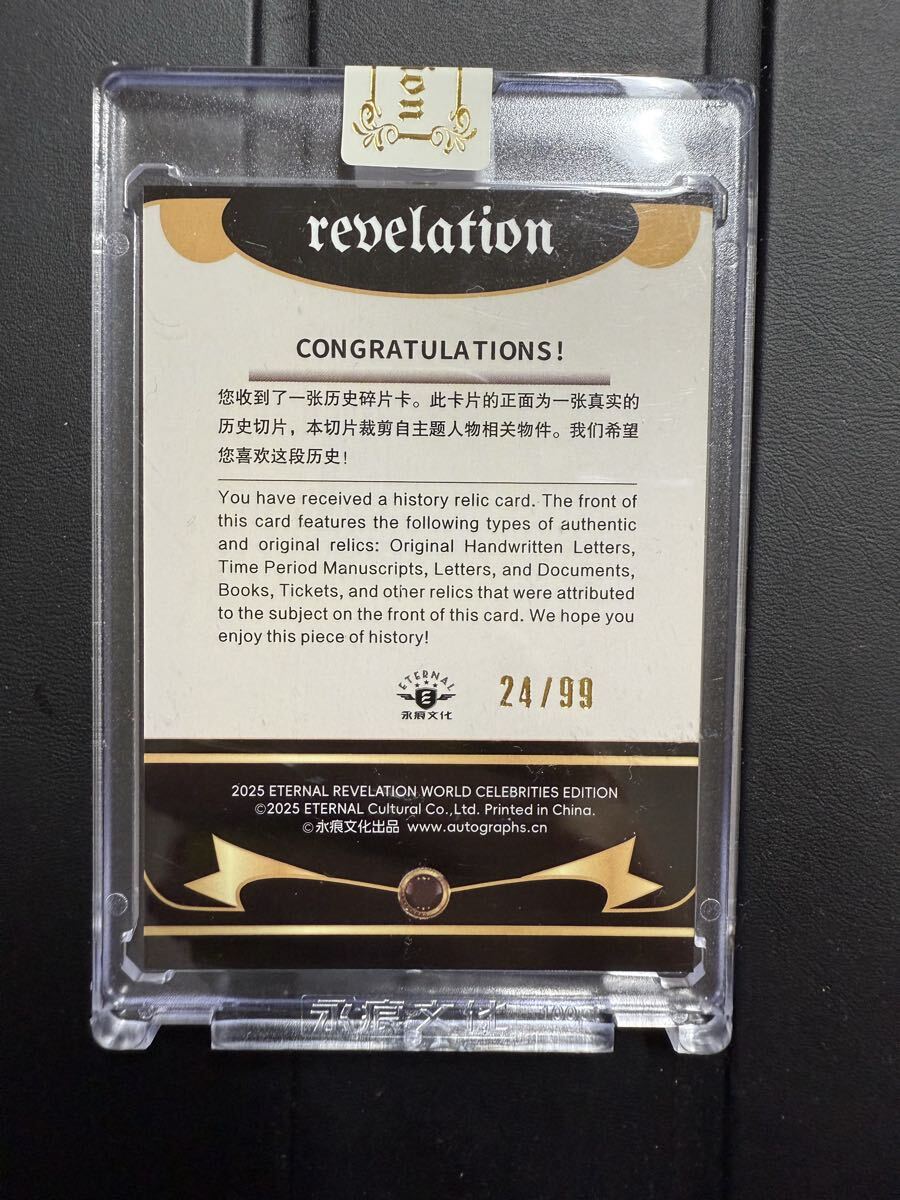 ion
revelation
CONGRATULATIONS!
您收到了一张历史碎片卡。此卡片的正面为一张真实的
历史切片，本切片裁剪自主题人物相关物件。我们希望
您喜欢这段历史！
You have received a history relic card. The front of
this card features the following types of authentic
and original relics: Original Handwritten Letters,
Time Period Manuscripts, Letters, and Documents,
Books, Tickets, and other relics that were attributed
to the subject on the front of this card. We hope you
enjoy this piece of history!
ETERNAL
永痕文化
24/99
2025 ETERNAL REVELATION WORLD CELEBRITIES EDITION
©2025 ETERNAL Cultural Co.,Ltd. Printed in China.
©永痕文化出品 www.autographs.cn
永痕文化